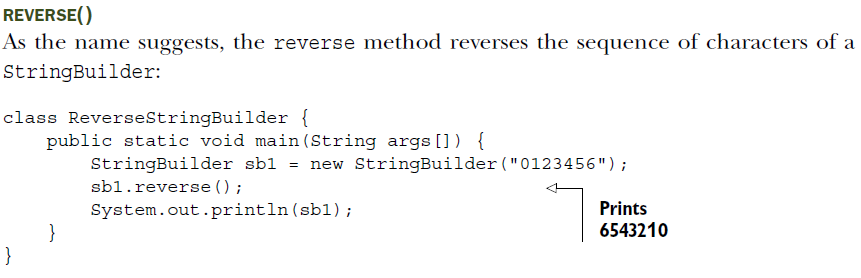 REVERSE()
As the name suggests, the reverse method reverses the sequence of characters of a
StringBuilder:
class ReverseStringBuilder {
    public static void main(String args[]) {
        StringBuilder sb1 = new StringBuilder("0123456");
        sb1.reverse();
        System.out.println(sb1);
    }
}
Prints
6543210